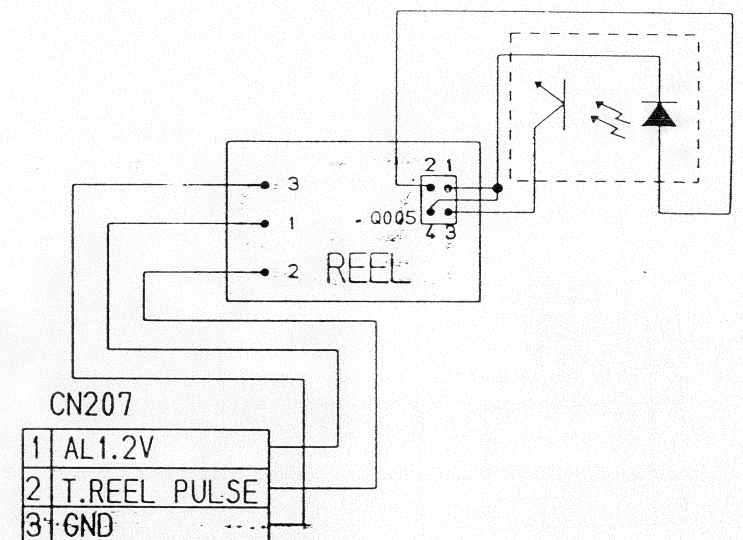 2 1
3
1
Q005
4 3
2
REEL
CN207
1 AL1.2V
2 T.REEL PULSE
3 GND